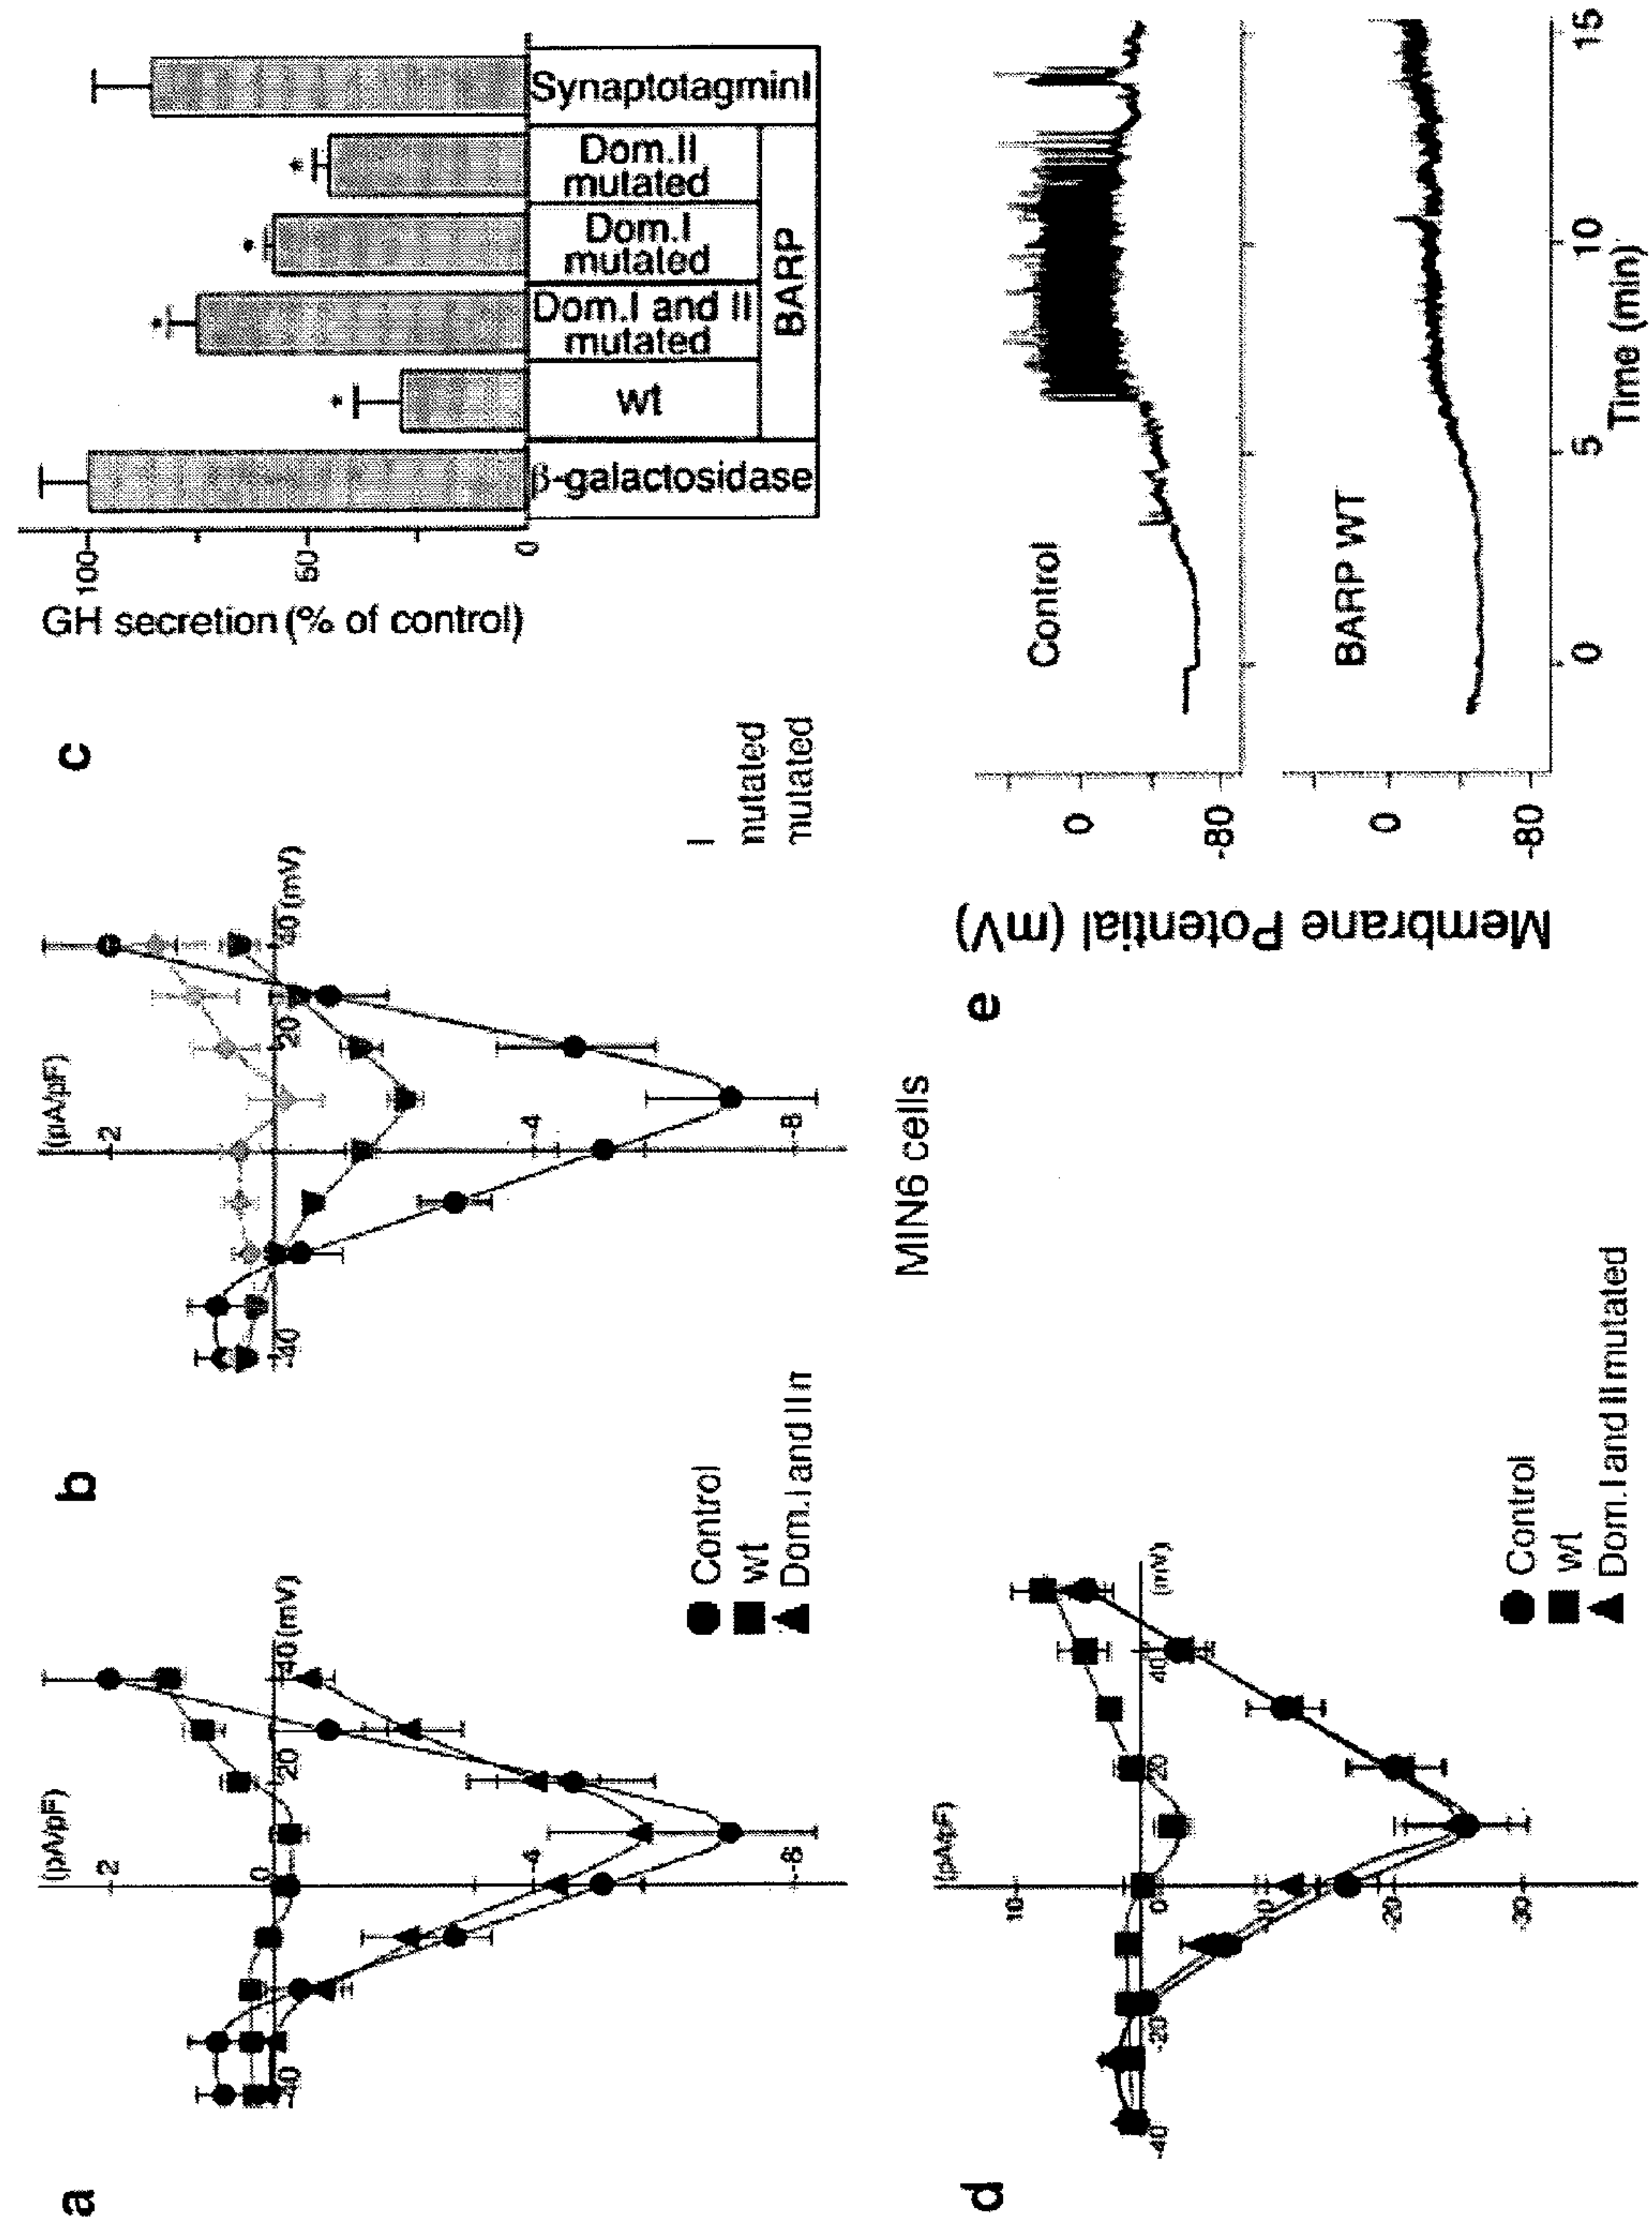 a
(pA/pF)
2
0
-40
20
40 (mV)
-4
-8
Control
wt
Dom.I and II n
b
(pA/pF)
2
-40
20
40 (mV)
-4
-8
l
nutated
nutated
c
GH secretion (% of control)
100
50
0
*
*
*
*
β-galactosidase
wt
Dom.I and II
mutated
Dom.I
mutated
Dom.II
mutated
SynaptotagminI
BARP
MIN6 cells
d
(pA/pF)
10
-40
-20
0
20
40
(mV)
-10
-20
-30
Control
wt
Dom.I and II mutated
e
Membrane Potential (mV)
0
-80
Control
0
-80
BARP WT
0
5
10
15
Time (min)